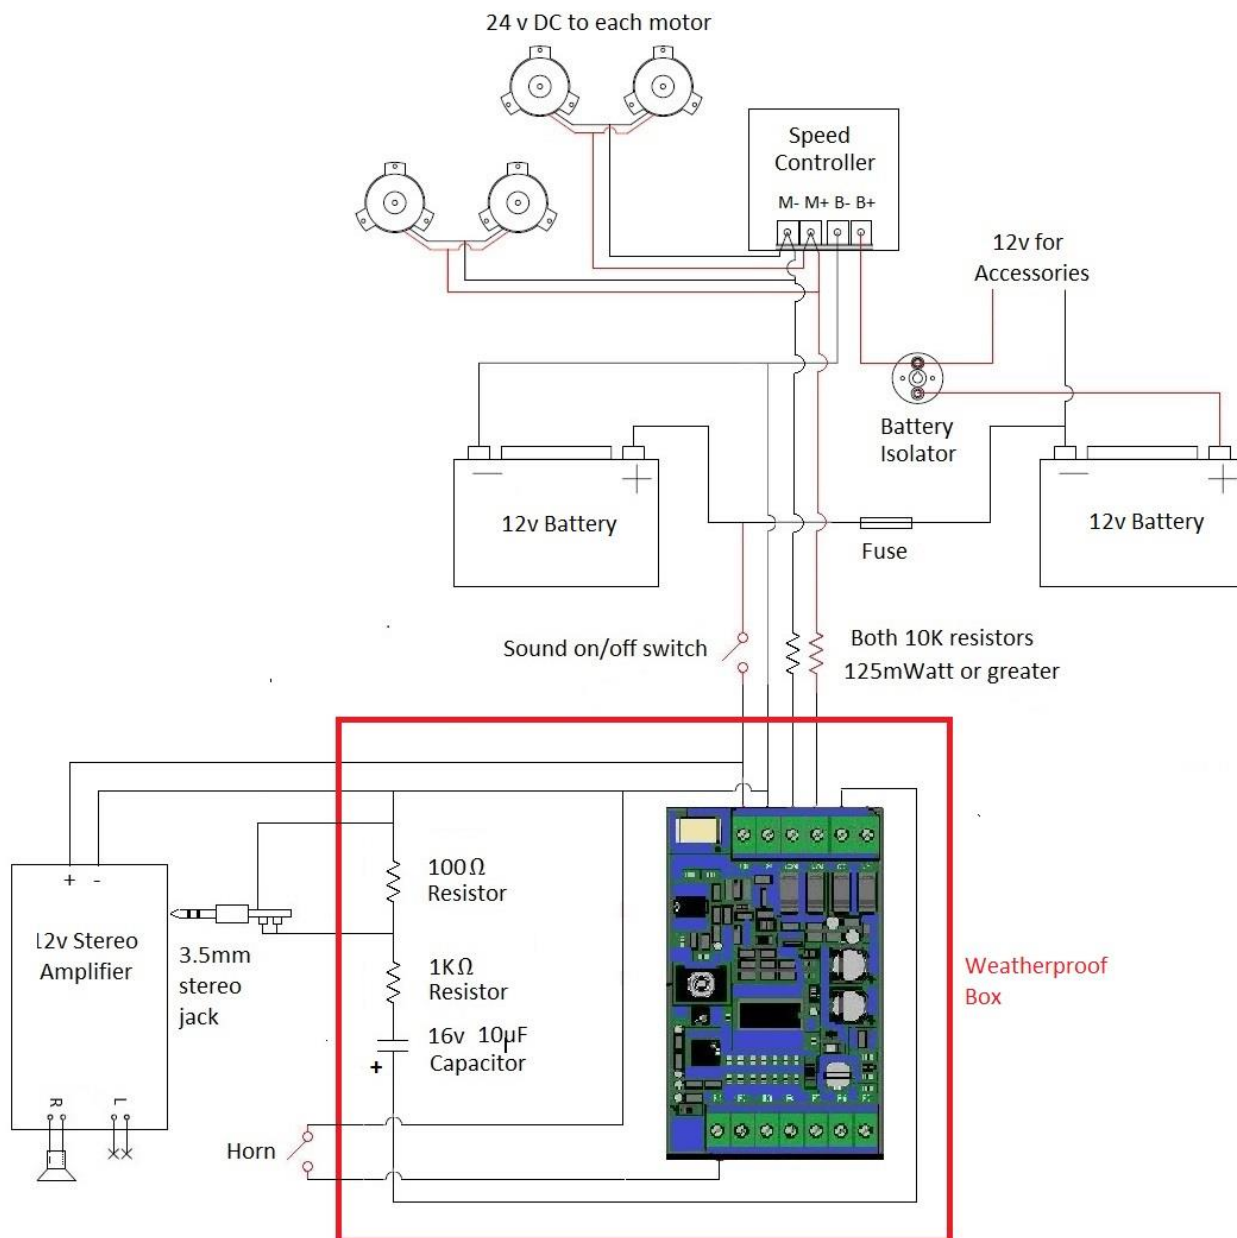 24 v DC to each motor
Speed
Controller
M- M+ B- B+
12v for
Accessories
Battery
Isolator
12v Battery
12v Battery
Fuse
Sound on/off switch
Both 10K resistors
125mWatt or greater
100Ω
Resistor
+ -
12v Stereo
Amplifier
3.5mm
stereo
jack
1KΩ
Resistor
16v 10µF
Capacitor
+
Weatherproof
Box
R L
Horn